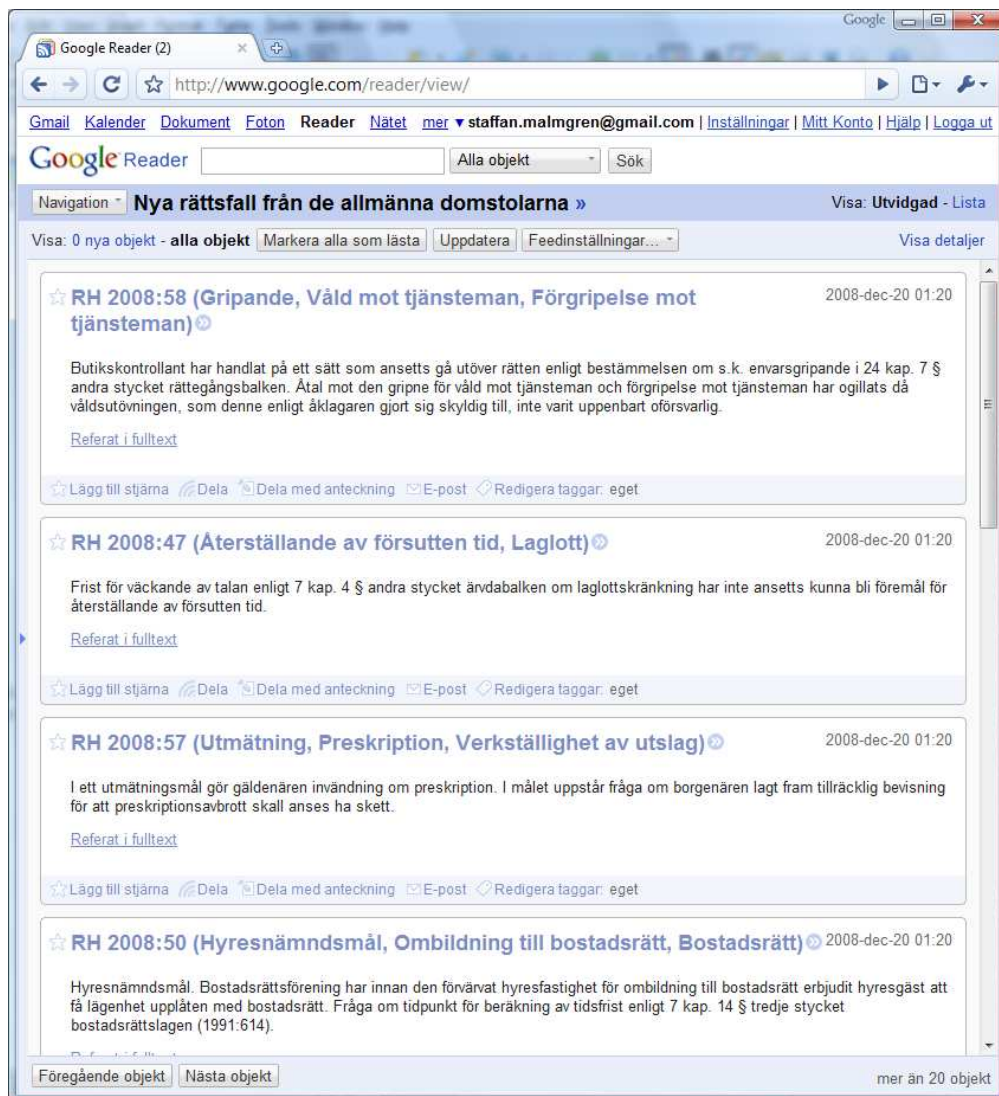 Google
Google Reader (2)
http://www.google.com/reader/view/
Gmail Kalender Dokument Foton Reader Nätet mer ▼ staffan.malmgren@gmail.com | Inställningar | Mitt Konto | Hjälp | Logga ut
Google Reader Alla objekt Sök
Navigation Nya rättsfall från de allmänna domstolarna » Visa: Utvidgad - Lista
Visa: 0 nya objekt - alla objekt Markera alla som lästa Uppdatera Feedinställningar... Visa detaljer
RH 2008:58 (Gripande, Våld mot tjänsteman, Förgripelse mot 2008-dec-20 01:20
tjänsteman)
Butikskontrollant har handlat på ett sätt som ansetts gå utöver rätten enligt bestämmelsen om s.k. envarsgripande i 24 kap. 7 §
andra stycket rättegångsbalken. Åtal mot den gripne för våld mot tjänsteman och förgripelse mot tjänsteman har ogillats då
våldsutövningen, som denne enligt åklagaren gjort sig skyldig till, inte varit uppenbart oförsvarlig.
Referat i fulltext
Lägg till stjärna Dela Dela med anteckning E-post Redigera taggar: eget
RH 2008:47 (Återställande av försutten tid, Laglott) 2008-dec-20 01:20
Frist för väckande av talan enligt 7 kap. 4 § andra stycket ärvdabalken om laglottskränkning har inte ansetts kunna bli föremål för
återställande av försutten tid.
Referat i fulltext
Lägg till stjärna Dela Dela med anteckning E-post Redigera taggar: eget
RH 2008:57 (Utmätning, Preskription, Verkställighet av utslag) 2008-dec-20 01:20
I ett utmätningsmål gör gäldenären invändning om preskription. I målet uppstår fråga om borgenären lagt fram tillräcklig bevisning
för att preskriptionsavbrott skall anses ha skett.
Referat i fulltext
Lägg till stjärna Dela Dela med anteckning E-post Redigera taggar: eget
RH 2008:50 (Hyresnämndsmål, Ombildning till bostadsrätt, Bostadsrätt) 2008-dec-20 01:20
Hyresnämndsmål. Bostadsrättsförening har innan den förvärvat hyresfastighet för ombildning till bostadsrätt erbjudit hyresgäst att
få lägenhet upplåten med bostadsrätt. Fråga om tidpunkt för beräkning av tidsfrist enligt 7 kap. 14 § tredje stycket
bostadsrättslagen (1991:614).
Föregående objekt Nästa objekt mer än 20 objekt